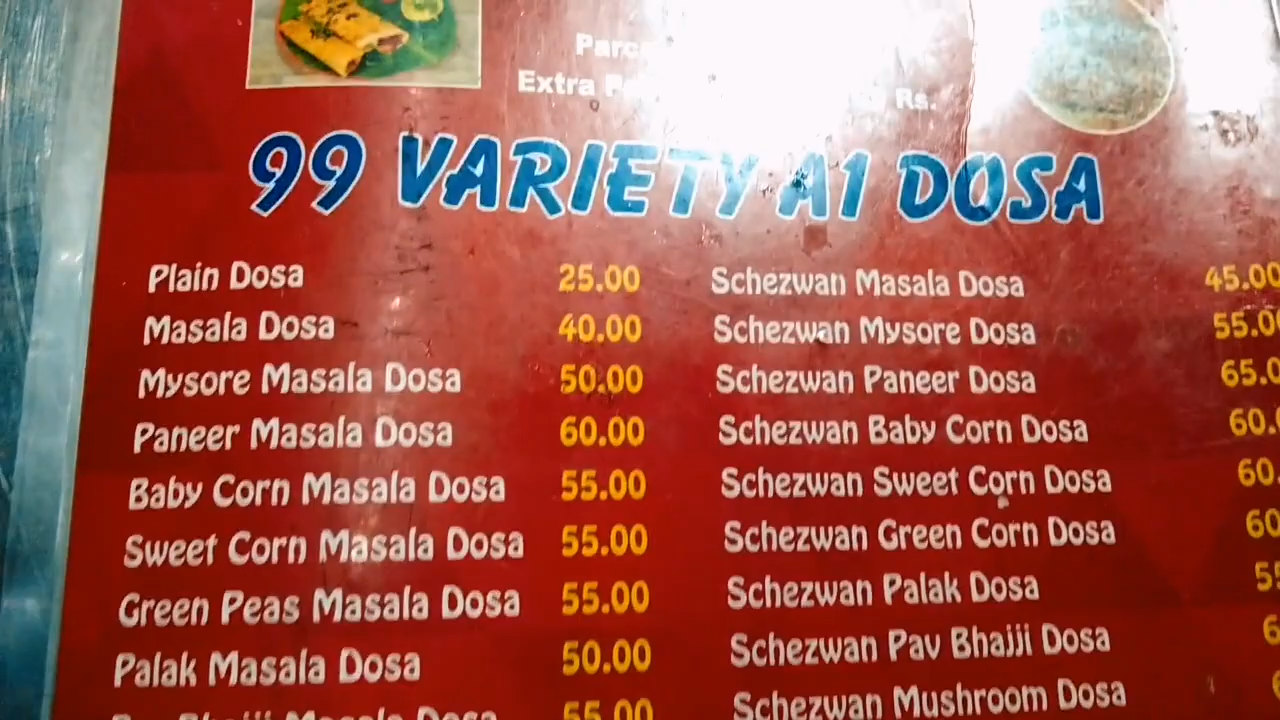 Extra
Rs.
99 VARIETY A1 DOSA
Plain Dosa 25.00
Masala Dosa 40.00
Mysore Masala Dosa 50.00
Paneer Masala Dosa 60.00
Baby Corn Masala Dosa 55.00
Sweet Corn Masala Dosa 55.00
Green Peas Masala Dosa 55.00
Palak Masala Dosa 50.00
Masala Dosa 55.00
Schezwan Masala Dosa 45.00
Schezwan Mysore Dosa 55.0
Schezwan Paneer Dosa 65.0
Schezwan Baby Corn Dosa 60.
Schezwan Sweet Corn Dosa 60.
Schezwan Green Corn Dosa 60
Schezwan Palak Dosa
Schezwan Pav Bhajji Dosa
Schezwan Mushroom Dosa